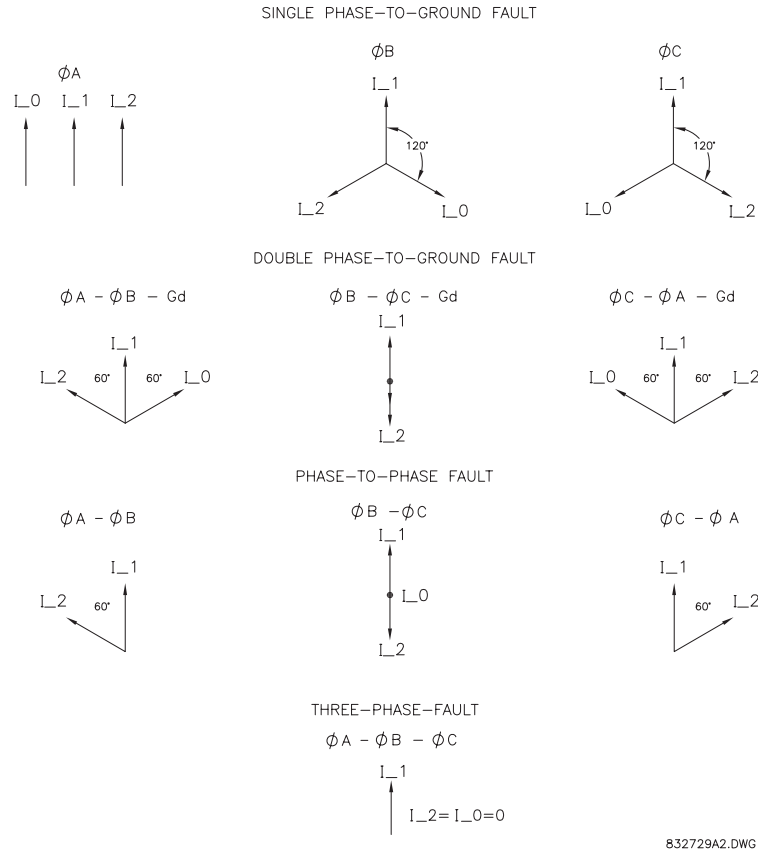 SINGLE PHASE–TO–GROUND FAULT
ϕA
I_0 I_1 I_2
ϕB
I_1
120°
I_2
I_0
ϕC
I_1
120°
I_0
I_2
DOUBLE PHASE–TO–GROUND FAULT
ϕA – ϕB – Gd
I_1
I_2 60° 60° I_0
ϕB – ϕC – Gd
I_1
I_2
ϕC – ϕA – Gd
I_1
I_0 60° 60° I_2
PHASE–TO–PHASE FAULT
ϕA – ϕB
I_1
I_2 60°
ϕB –ϕC
I_1
I_0
I_2
ϕC –ϕ A
I_1
60° I_2
THREE–PHASE–FAULT
ϕA – ϕB – ϕC
I_1
I_2= I_0=0
832729A2.DWG